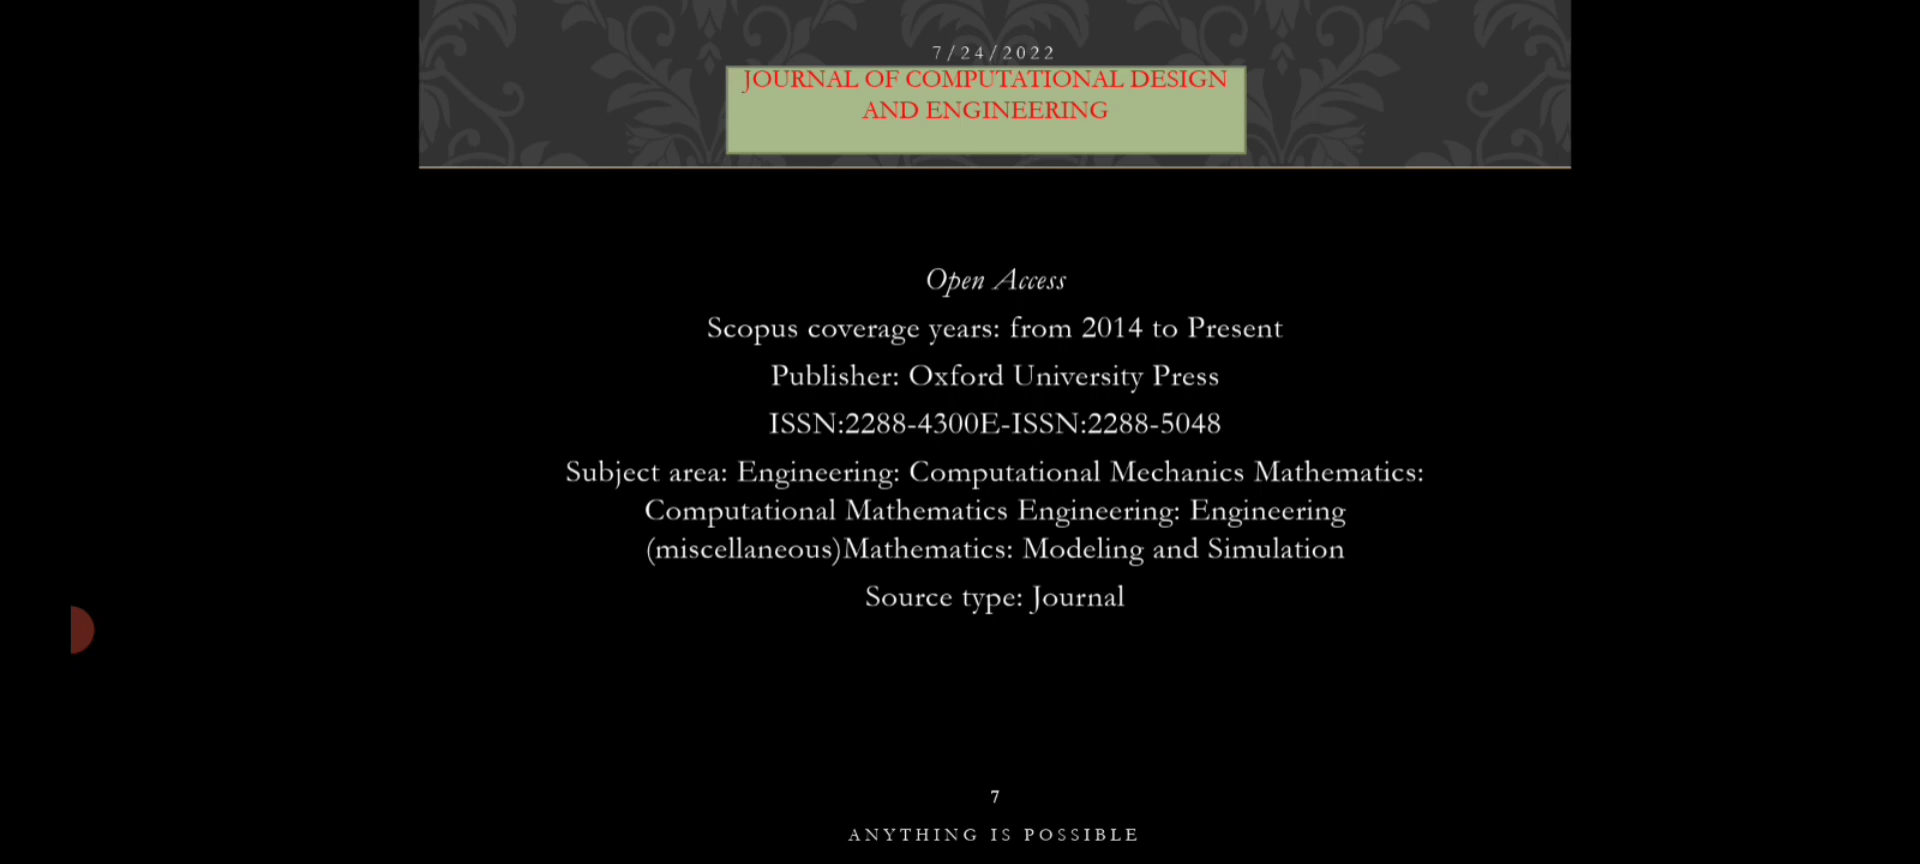 7/24/2022
JOURNAL OF COMPUTATIONAL DESIGN
AND ENGINEERING
Open Access
Scopus coverage years: from 2014 to Present
Publisher: Oxford University Press
ISSN:2288-4300E-ISSN:2288-5048
Subject area: Engineering: Computational Mechanics Mathematics:
Computational Mathematics Engineering: Engineering
(miscellaneous)Mathematics: Modeling and Simulation
Source type: Journal
7
ANYTHING IS POSSIBLE